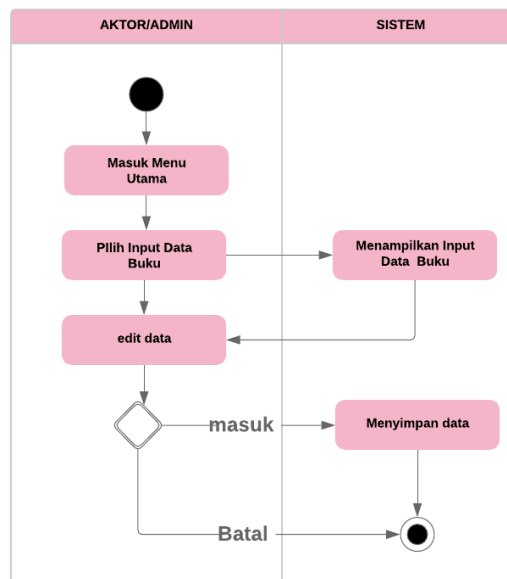 AKTOR/ADMIN
SISTEM
Masuk Menu
Utama
PIlih Input Data
Buku
Menampilkan Input
Data Buku
edit data
masuk
Menyimpan data
Batal